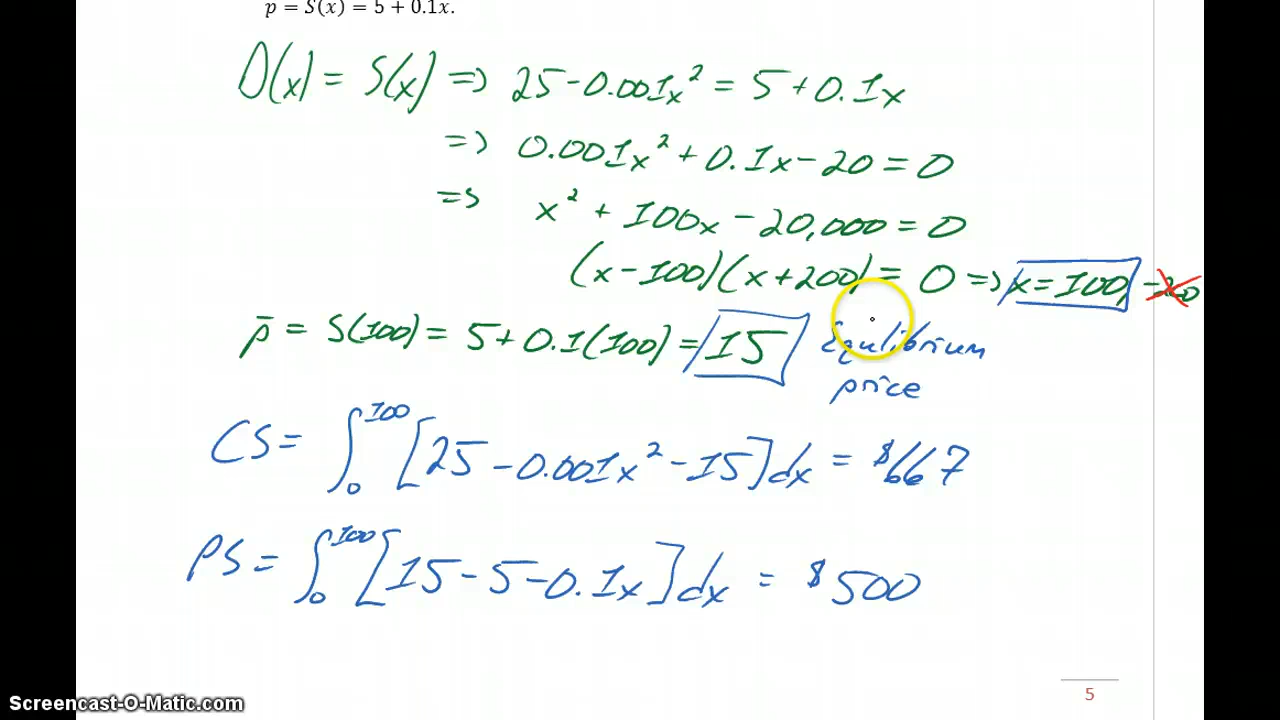 p = S(x) = 5 + 0.1x.
D(x) = S(x) => 25 - 0.001x² = 5 + 0.1x
=> 0.001x² + 0.1x - 20 = 0
=> x² + 100x - 20,000 = 0
(x - 100)(x + 200) = 0 => x = 100,
p̄ = S(100) = 5 + 0.1(100) = 15 Equilibrium
price
CS = ∫₀¹⁰⁰ [25 - 0.001x² - 15]dx = $667
PS = ∫₀¹⁰⁰ [15 - 5 - 0.1x]dx = $500
5
Screencast-O-Matic.com